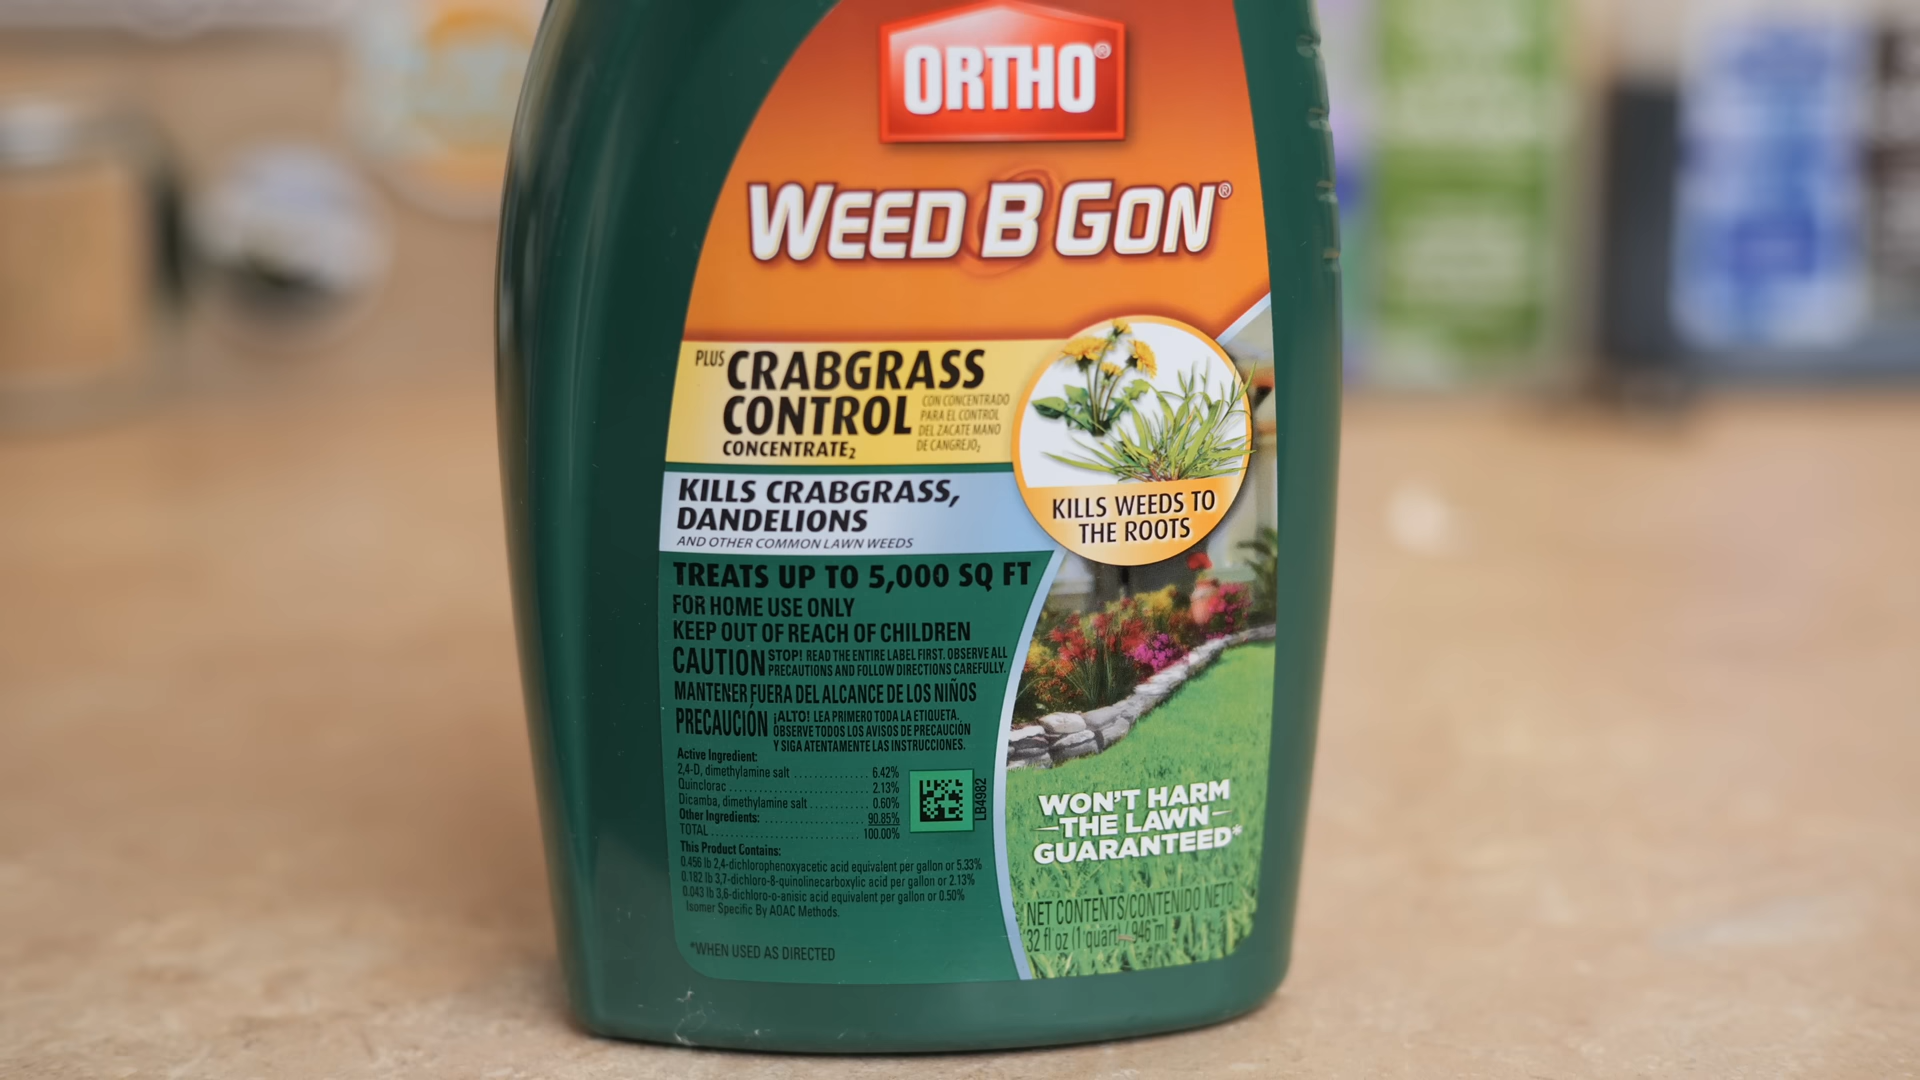 ORTHO®
WEED B GON®
PLUS CRABGRASS
CONTROL
CONCENTRATE₂
CON CONCENTRADO
PARA EL CONTROL
DEL ZACATE MANO
DE CANGREJO₂
KILLS WEEDS TO
THE ROOTS
KILLS CRABGRASS,
DANDELIONS
AND OTHER COMMON LAWN WEEDS
TREATS UP TO 5,000 SQ FT
FOR HOME USE ONLY
KEEP OUT OF REACH OF CHILDREN
CAUTION STOP! READ THE ENTIRE LABEL FIRST. OBSERVE ALL
PRECAUTIONS AND FOLLOW DIRECTIONS CAREFULLY.
MANTENER FUERA DEL ALCANCE DE LOS NIÑOS
PRECAUCIÓN ¡ALTO! LEA PRIMERO TODA LA ETIQUETA.
OBSERVE TODOS LOS AVISOS DE PRECAUCIÓN
Y SIGA ATENTAMENTE LAS INSTRUCCIONES.
Active Ingredient:
2,4-D, dimethylamine salt ............... 6.42%
Quinclorac ............................ 2.13%
Dicamba, dimethylamine salt ............ 0.60%
Other Ingredients: ..................... 90.85%
TOTAL ............................... 100.00%
LB4982
This Product Contains:
0.456 lb 2,4-dichlorophenoxyacetic acid equivalent per gallon or 5.33%
0.182 lb 3,7-dichloro-8-quinolinecarboxylic acid per gallon or 2.13%
0.043 lb 3,6-dichloro-o-anisic acid equivalent per gallon or 0.50%
Isomer Specific By AOAC Methods.
*WHEN USED AS DIRECTED
WON'T HARM
THE LAWN
GUARANTEED*
NET CONTENTS/CONTENIDO NETO
32 fl oz (1 quart) / 946 ml